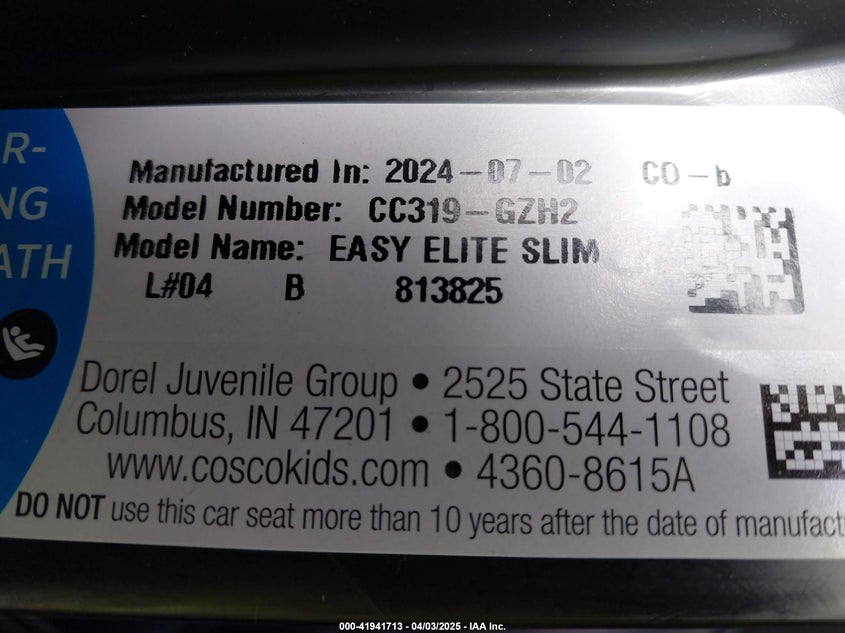 R-
NG
ATH
Manufactured In: 2024-07-02 CO-b
Model Number: CC319-GZH2
Model Name: EASY ELITE SLIM
L#04 B 813825
Dorel Juvenile Group • 2525 State Street
Columbus, IN 47201 • 1-800-544-1108
www.coscokids.com • 4360-8615A
DO NOT use this car seat more than 10 years after the date of manufact
000-41941713 - 04/03/2025 - IAA Inc.